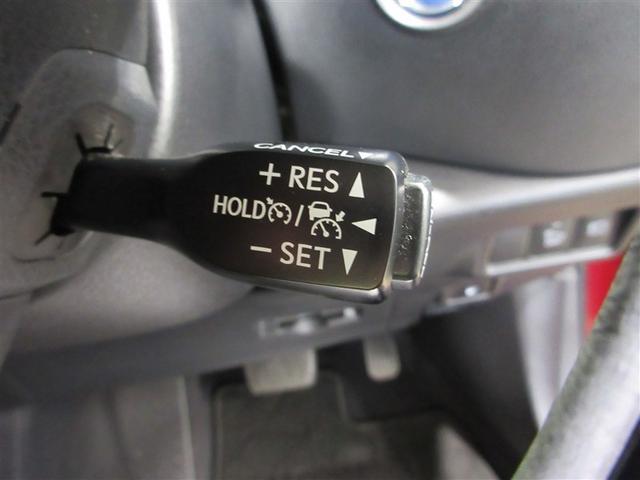 CANCEL
+ RES
HOLD /
- SET